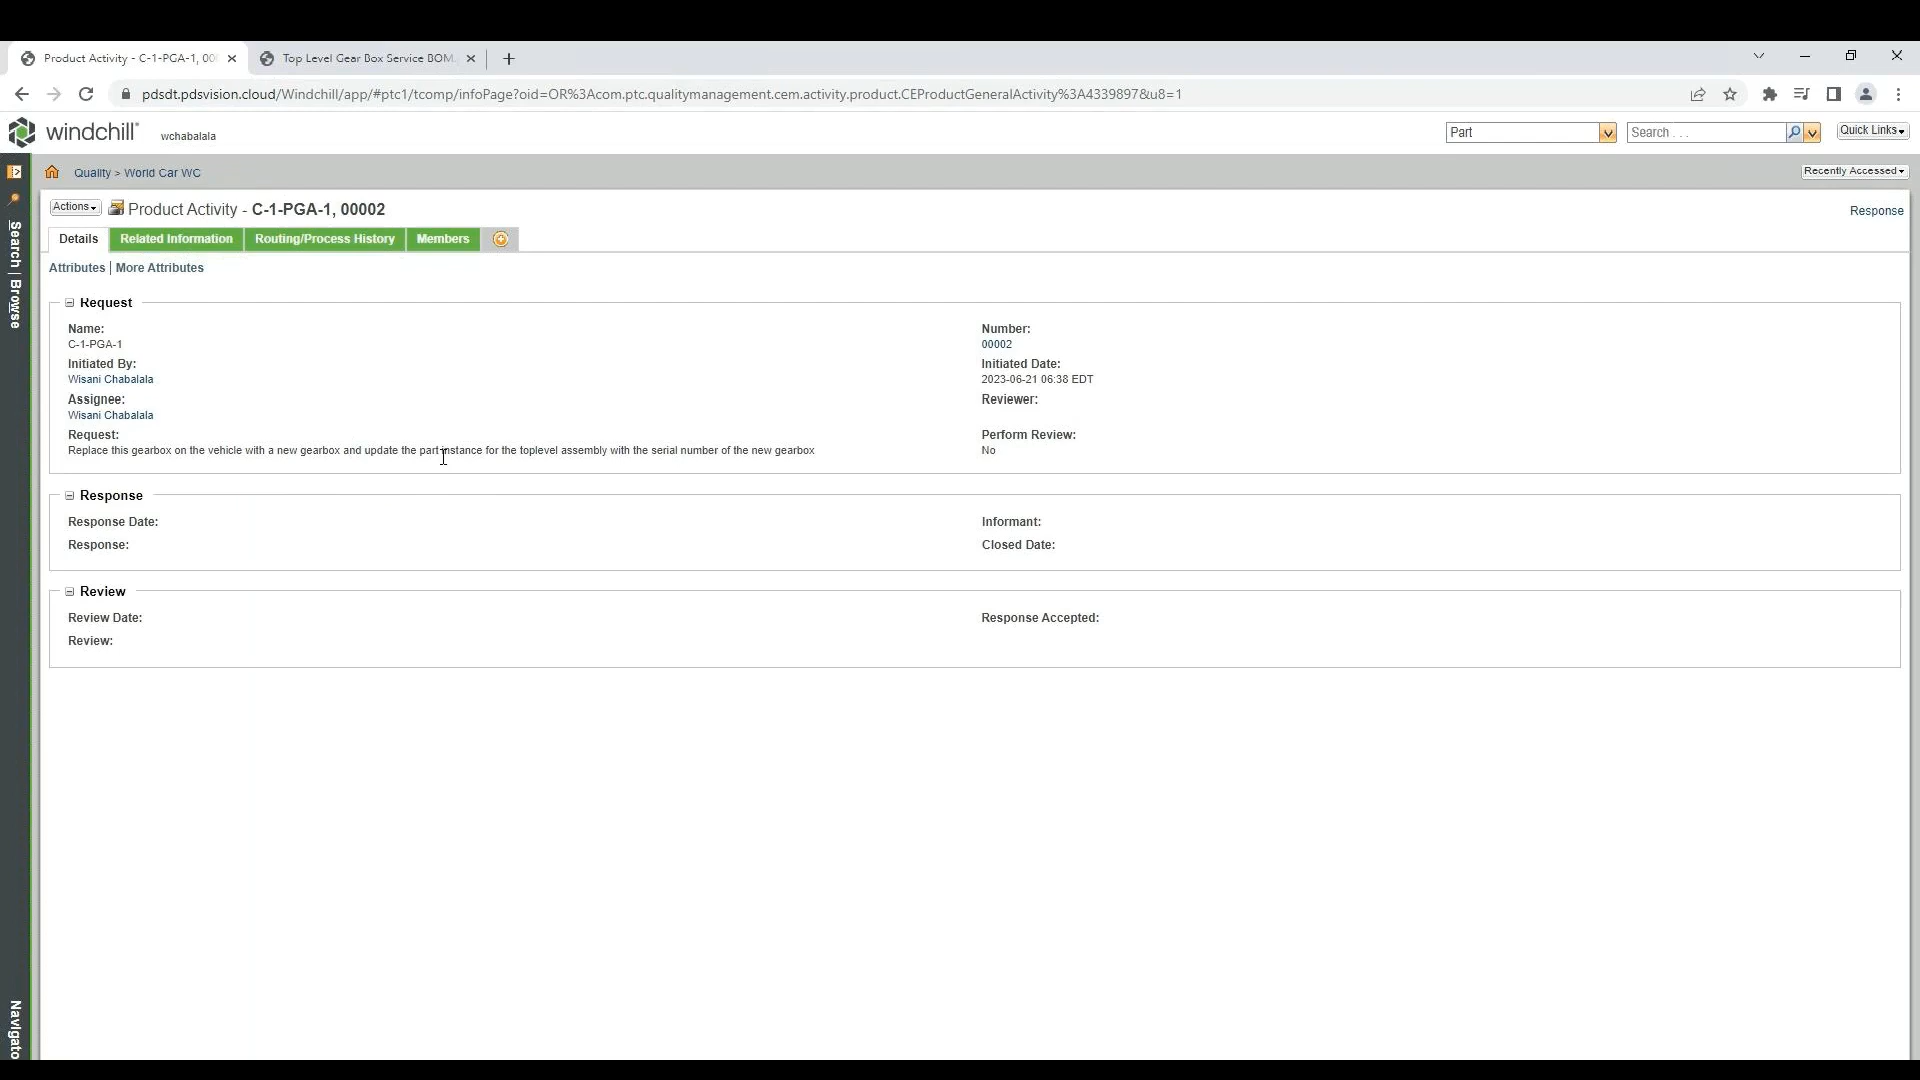 Product Activity - C-1-PGA-1, 00
Top Level Gear Box Service BOM
pdsdt.pdsvision.cloud/Windchill/app/#ptc1/tcomp/infoPage?oid=OR%3Acom.ptc.qualitymanagement.cem.activity.product.CEProductGeneralActivity%3A4339897&u8=1
windchill
wchabalala
Part
Search . . .
Quick Links
Quality > World Car WC
Recently Accessed
Actions
Product Activity - C-1-PGA-1, 00002
Response
Details
Related Information
Routing/Process History
Members
Attributes | More Attributes
Search | Browse
Request
Name:
C-1-PGA-1
Number:
00002
Initiated By:
Wisani Chabalala
Initiated Date:
2023-06-21 06:38 EDT
Assignee:
Wisani Chabalala
Reviewer:
Request:
Replace this gearbox on the vehicle with a new gearbox and update the part instance for the toplevel assembly with the serial number of the new gearbox
Perform Review:
No
Response
Response Date:
Informant:
Response:
Closed Date:
Review
Review Date:
Response Accepted:
Review:
Navigato